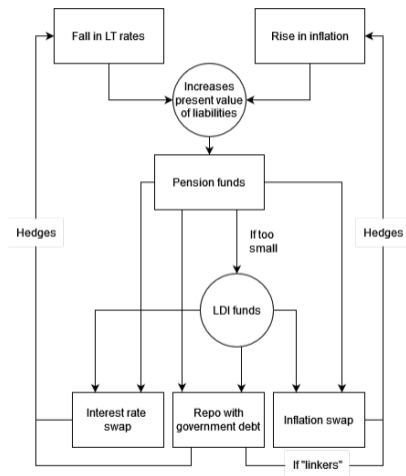 Fall in LT rates
Rise in inflation
Increases
present value
of liabilities
Pension funds
Hedges
If too
small
Hedges
LDI funds
Interest rate
swap
Repo with
government debt
Inflation swap
If "linkers"